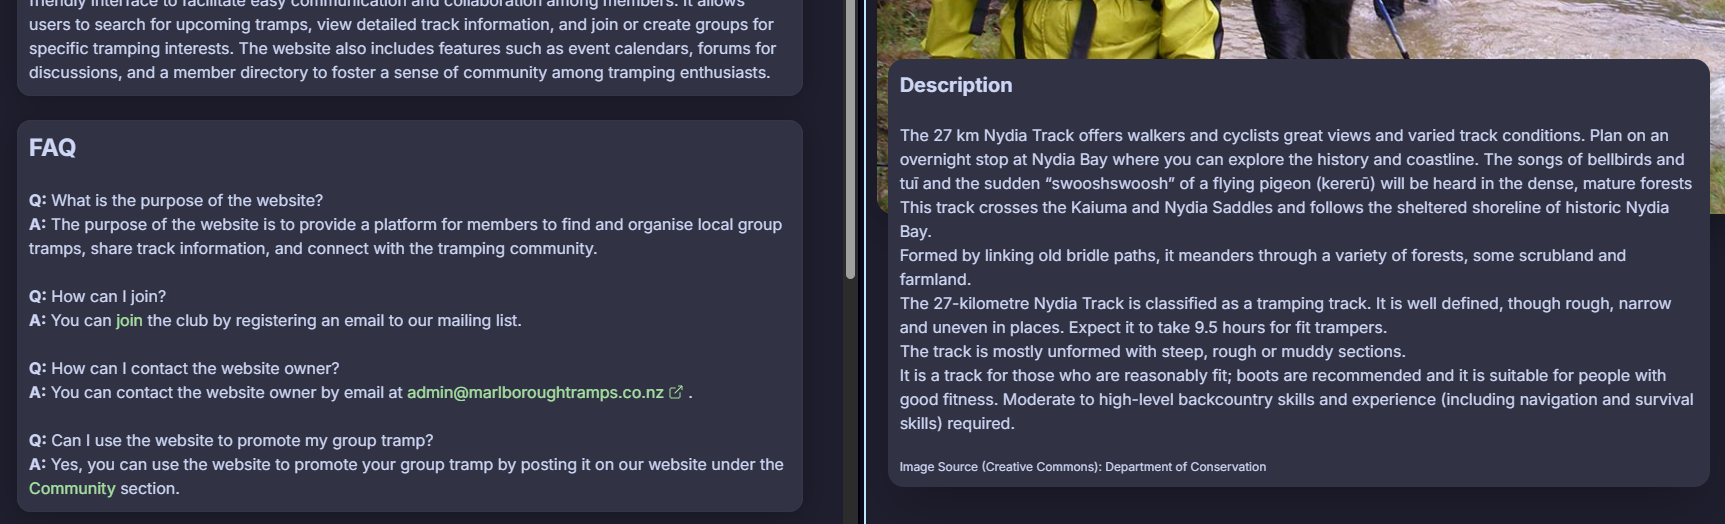 friendly interface to facilitate easy communication and collaboration among members. It allows
users to search for upcoming tramps, view detailed track information, and join or create groups for
specific tramping interests. The website also includes features such as event calendars, forums for
discussions, and a member directory to foster a sense of community among tramping enthusiasts.
FAQ
Q: What is the purpose of the website?
A: The purpose of the website is to provide a platform for members to find and organise local group
tramps, share track information, and connect with the tramping community.
Q: How can I join?
A: You can join the club by registering an email to our mailing list.
Q: How can I contact the website owner?
A: You can contact the website owner by email at admin@marlboroughtramps.co.nz .
Q: Can I use the website to promote my group tramp?
A: Yes, you can use the website to promote your group tramp by posting it on our website under the
Community section.
Description
The 27 km Nydia Track offers walkers and cyclists great views and varied track conditions. Plan on an
overnight stop at Nydia Bay where you can explore the history and coastline. The songs of bellbirds and
tuī and the sudden “swooshswoosh” of a flying pigeon (kererū) will be heard in the dense, mature forests
This track crosses the Kaiuma and Nydia Saddles and follows the sheltered shoreline of historic Nydia
Bay.
Formed by linking old bridle paths, it meanders through a variety of forests, some scrubland and
farmland.
The 27-kilometre Nydia Track is classified as a tramping track. It is well defined, though rough, narrow
and uneven in places. Expect it to take 9.5 hours for fit trampers.
The track is mostly unformed with steep, rough or muddy sections.
It is a track for those who are reasonably fit; boots are recommended and it is suitable for people with
good fitness. Moderate to high-level backcountry skills and experience (including navigation and survival
skills) required.
Image Source (Creative Commons): Department of Conservation